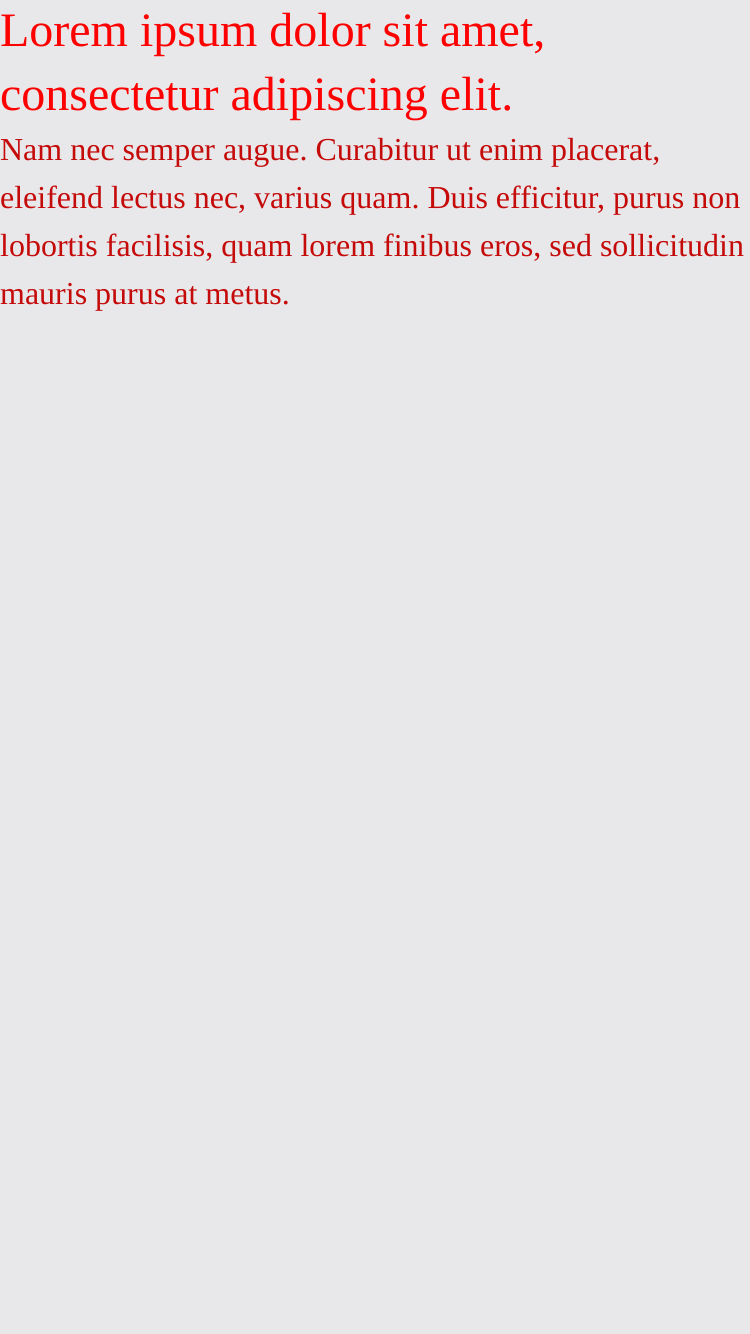 Lorem ipsum dolor sit amet,
consectetur adipiscing elit.
Nam nec semper augue. Curabitur ut enim placerat,
eleifend lectus nec, varius quam. Duis efficitur, purus non
lobortis facilisis, quam lorem finibus eros, sed sollicitudin
mauris purus at metus.